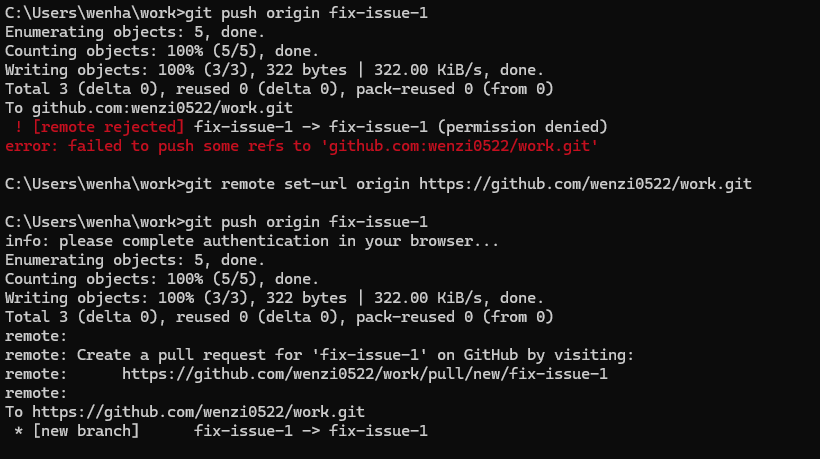 C:\Users\wenha\work>git push origin fix-issue-1
Enumerating objects: 5, done.
Counting objects: 100% (5/5), done.
Writing objects: 100% (3/3), 322 bytes | 322.00 KiB/s, done.
Total 3 (delta 0), reused 0 (delta 0), pack-reused 0 (from 0)
To github.com:wenzi0522/work.git
 ! [remote rejected] fix-issue-1 -> fix-issue-1 (permission denied)
error: failed to push some refs to 'github.com:wenzi0522/work.git'

C:\Users\wenha\work>git remote set-url origin https://github.com/wenzi0522/work.git

C:\Users\wenha\work>git push origin fix-issue-1
info: please complete authentication in your browser...
Enumerating objects: 5, done.
Counting objects: 100% (5/5), done.
Writing objects: 100% (3/3), 322 bytes | 322.00 KiB/s, done.
Total 3 (delta 0), reused 0 (delta 0), pack-reused 0 (from 0)
remote:
remote: Create a pull request for 'fix-issue-1' on GitHub by visiting:
remote:      https://github.com/wenzi0522/work/pull/new/fix-issue-1
remote:
To https://github.com/wenzi0522/work.git
 * [new branch]      fix-issue-1 -> fix-issue-1